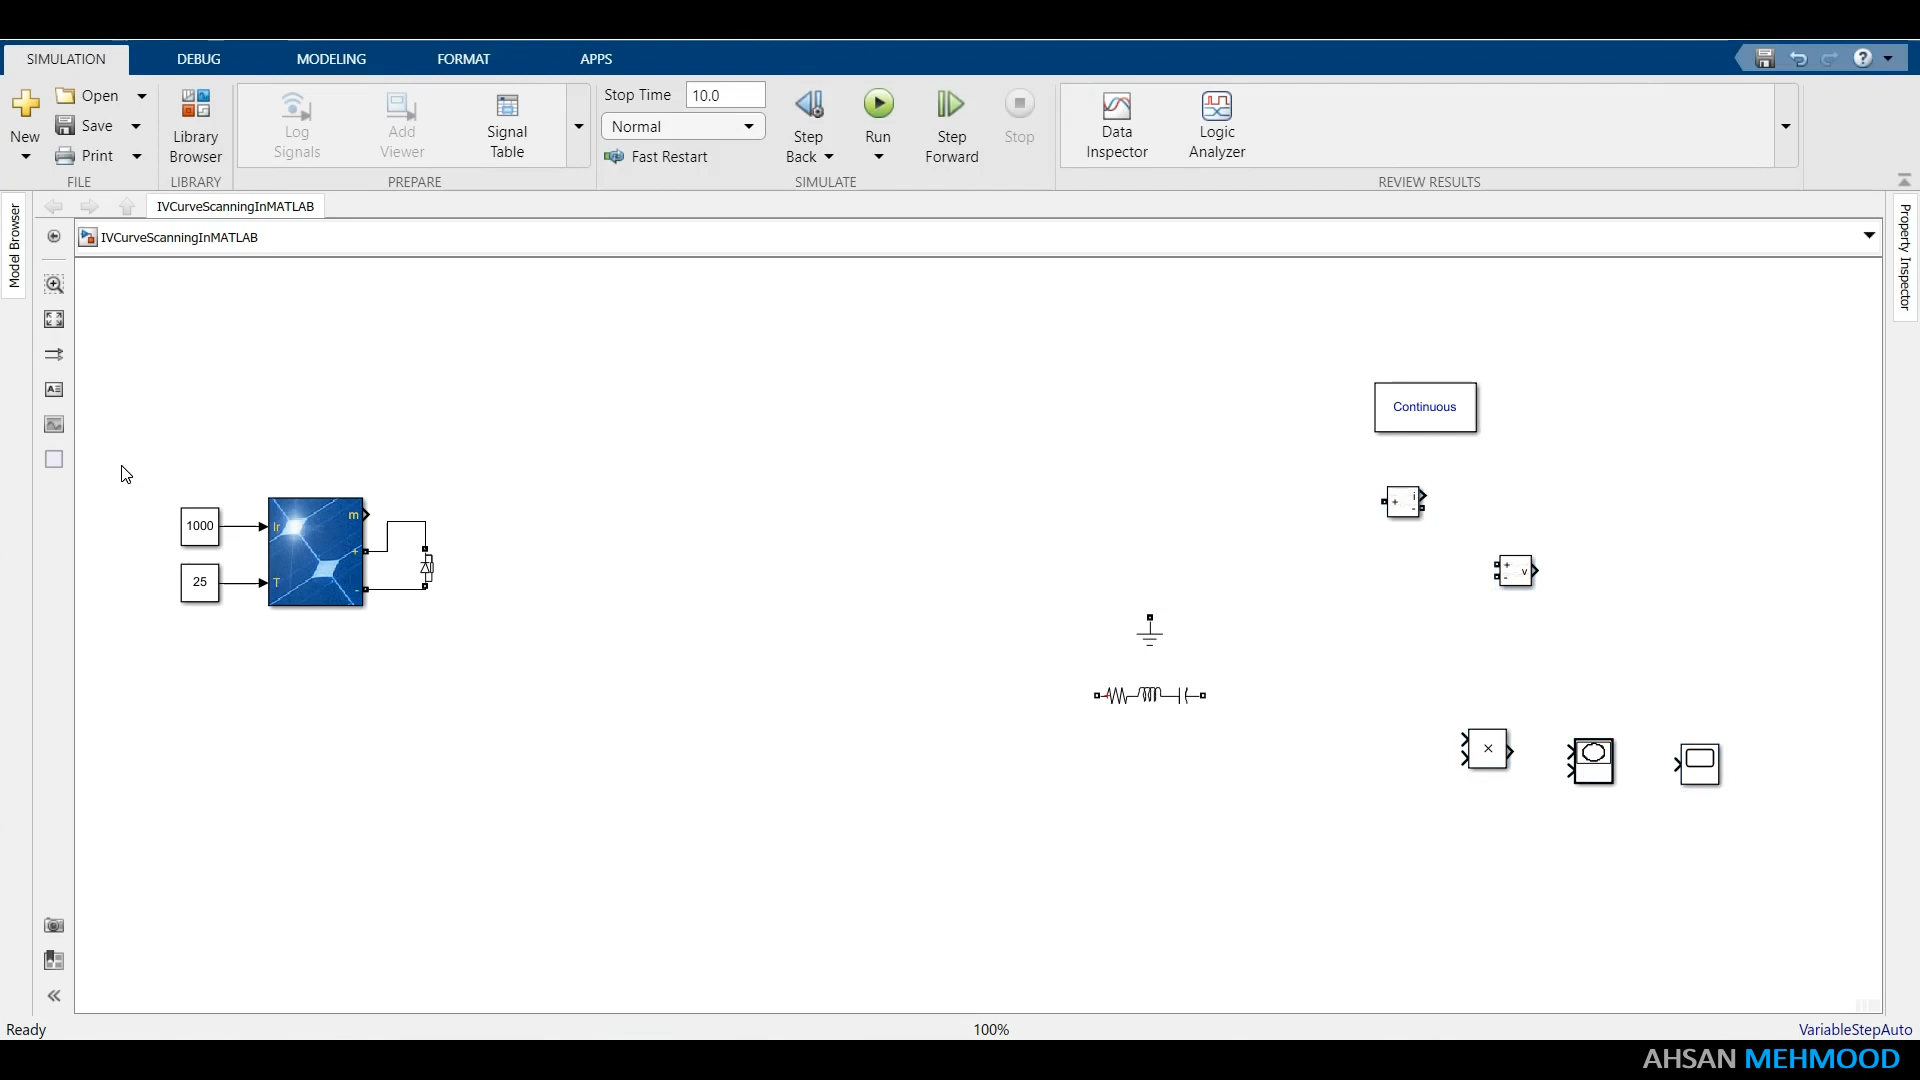 SIMULATION DEBUG MODELING FORMAT APPS
New
Open
Save
Print
FILE
Library
Browser
LIBRARY
Log
Signals
Add
Viewer
Signal
Table
PREPARE
Stop Time 10.0
Normal
Fast Restart
Step
Back
Run
Step
Forward
Stop
SIMULATE
Data
Inspector
Logic
Analyzer
REVIEW RESULTS
Model Browser
IVCurveScanningInMATLAB
IVCurveScanningInMATLAB
Property Inspector
Continuous
1000
25
Ir
T
m
+
-
+
i
-
+
-
v
×
Ready
100%
VariableStepAuto
AHSAN MEHMOOD